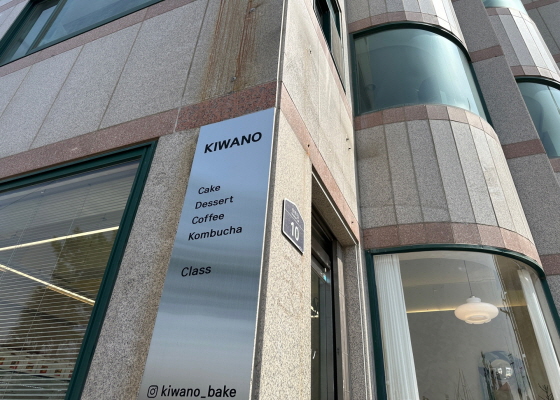 KIWANO
Cake
Dessert
Coffee
Kombucha
Class
kiwano_bake
10